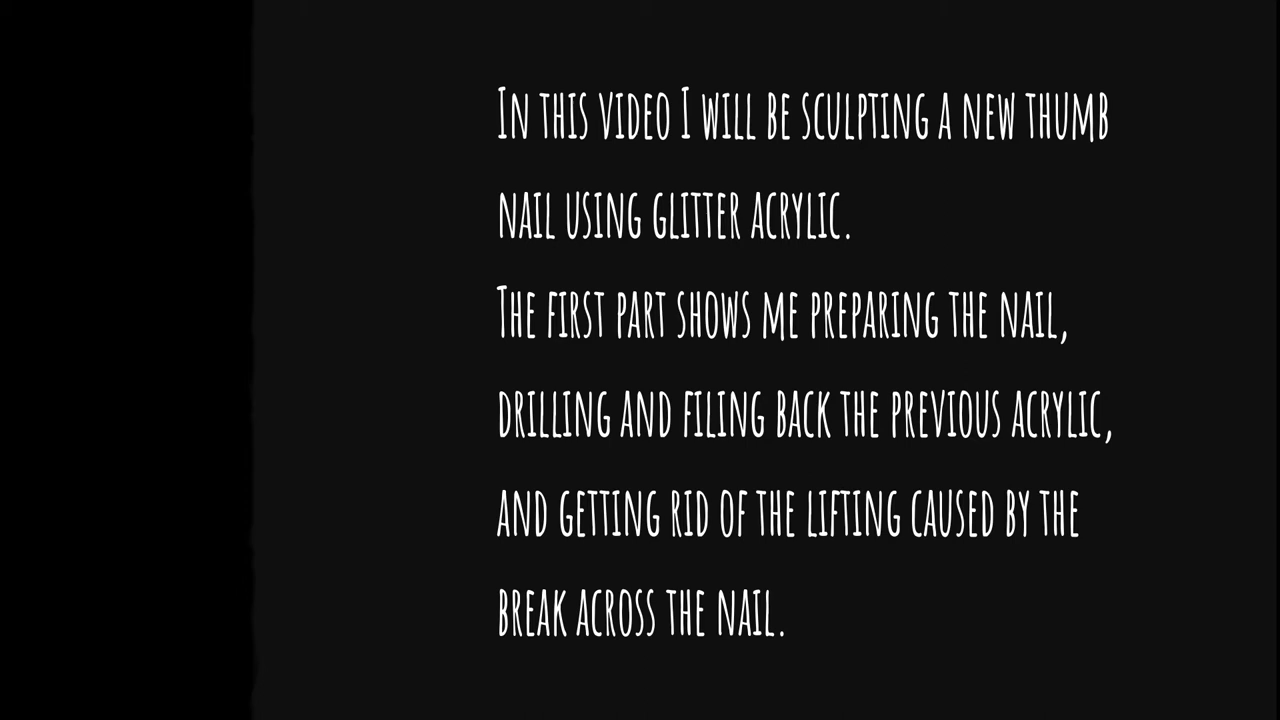 In this video I will be sculpting a new thumb
nail using glitter acrylic.
The first part shows me preparing the nail,
drilling and filing back the previous acrylic,
and getting rid of the lifting caused by the
break across the nail.